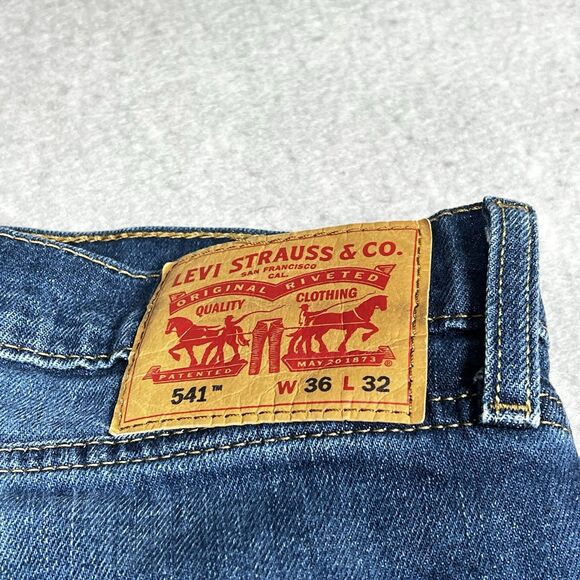 LEVI STRAUSS & CO.
SAN FRANCISCO
CAL.
ORIGINAL RIVETED
QUALITY CLOTHING
PATENTED MAY 20 1873 ®
541™ W 36 L 32